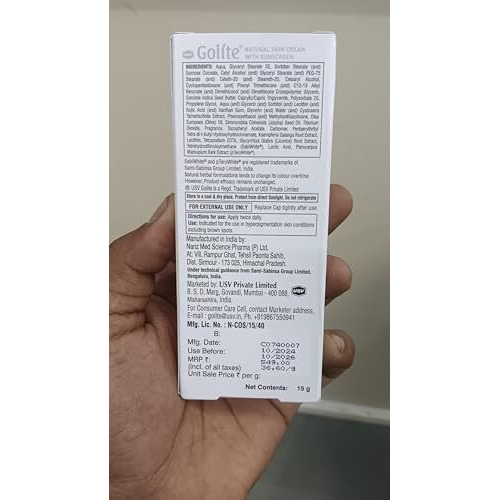 USV Golite® NATURAL SKIN CREAM
WITH SUNSCREEN
INGREDIENTS: Aqua, Glyceryl Stearate SE, Sorbitan Stearate (and)
Sucrose Cocoate, Cetyl Alcohol (and) Glyceryl Stearate (and) PEG-75
Stearate (and) Ceteth-20 (and) Steareth-20, Cetearyl Alcohol,
Cyclopentasiloxane (and) Phenyl Trimethicone (and) C12-15 Alkyl
Benzoate (and) Dimethiconol (and) Dimethicone Crosspolymer, Glycerin,
Garcinia Indica Seed Butter, Caprylic/Capric Triglyceride, Polysorbate 20,
Propylene Glycol, Aqua (and) Glycerin (and) Sorbitol (and) Lecithin (and)
Kojic Acid (and) Xanthan Gum, Glycerin (and) Water (and) Cystoseira
Tamariscifolia Extract, Phenoxyethanol (and) Methylisothiazolinone, Olea
Europaea (Olive) Oil, Simmondsia Chinensis (Jojoba) Seed Oil, Titanium
Dioxide, Fragrance, Tocopheryl Acetate, Carbomer, Pentaerythrityl
Tetra-di-t-butyl Hydroxyhydrocinnamate, Kaempferia Galanga (Root) Extract,
Lecithin, Tetrasodium EDTA, Glycyrrhiza Glabra (Licorice) Root Extract,
Tetrahydrodiferuloylmethane (SabiWhite®), Lactic Acid, Pterocarpus
Marsupium Bark Extract (pTeroWhite®).
SabiWhite® and pTeroWhite® are registered trademarks of
Sami-Sabinsa Group Limited, India.
Natural herbal formulations tend to change its colour overtime
However, Product efficacy remains unchanged.
® USV Golite is a Regd. Trademark of USV Private Limited
Store in a cool & dry place. Protect from direct Sunlight. Do not refrigerate
FOR EXTERNAL USE ONLY Replace Cap tightly after use.
Directions for use: Apply twice daily.
Use: Indicated for the use in hyperpigmentation skin conditions
including brown spots.
Manufactured in India by:
Nanz Med Science Pharma (P) Ltd.
At: Vill. Rampur Ghat, Tehsil Paonta Sahib,
Dist. Sirmour - 173 025, Himachal Pradesh.
Under technical guidance from Sami-Sabinsa Group Limited,
Bengaluru, India.
Marketed by: USV Private Limited
B. S. D. Marg, Govandi, Mumbai - 400 088 USV
Maharashtra, India.
For Consumer Care Cell, contact Marketer address,
E-mail : golite@usv.in, Ph: +919867550941
Mfg. Lic. No. : N-COS/15/40
B: C0740007
Mfg. Date: 10/2024
Use Before: 10/2026
MRP ₹: 549.00
(Incl. of all taxes)
Unit Sale Price ₹ per g: 36.60/g
Net Contents: 15 g